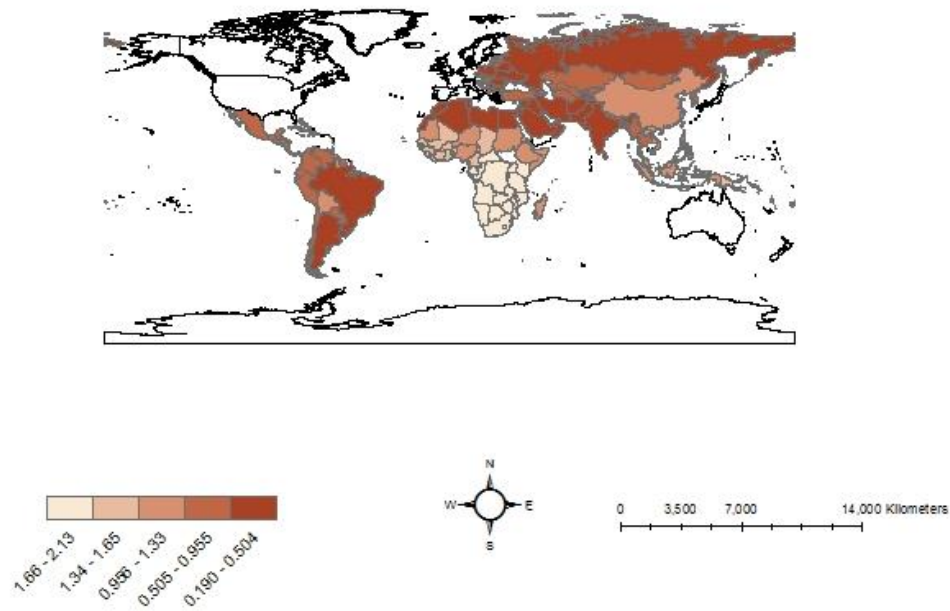 N
W E
S
0 3,500 7,000 14,000 Kilometers
1.66 - 2.13
1.34 - 1.65
0.956 - 1.33
0.505 - 0.955
0.190 - 0.504